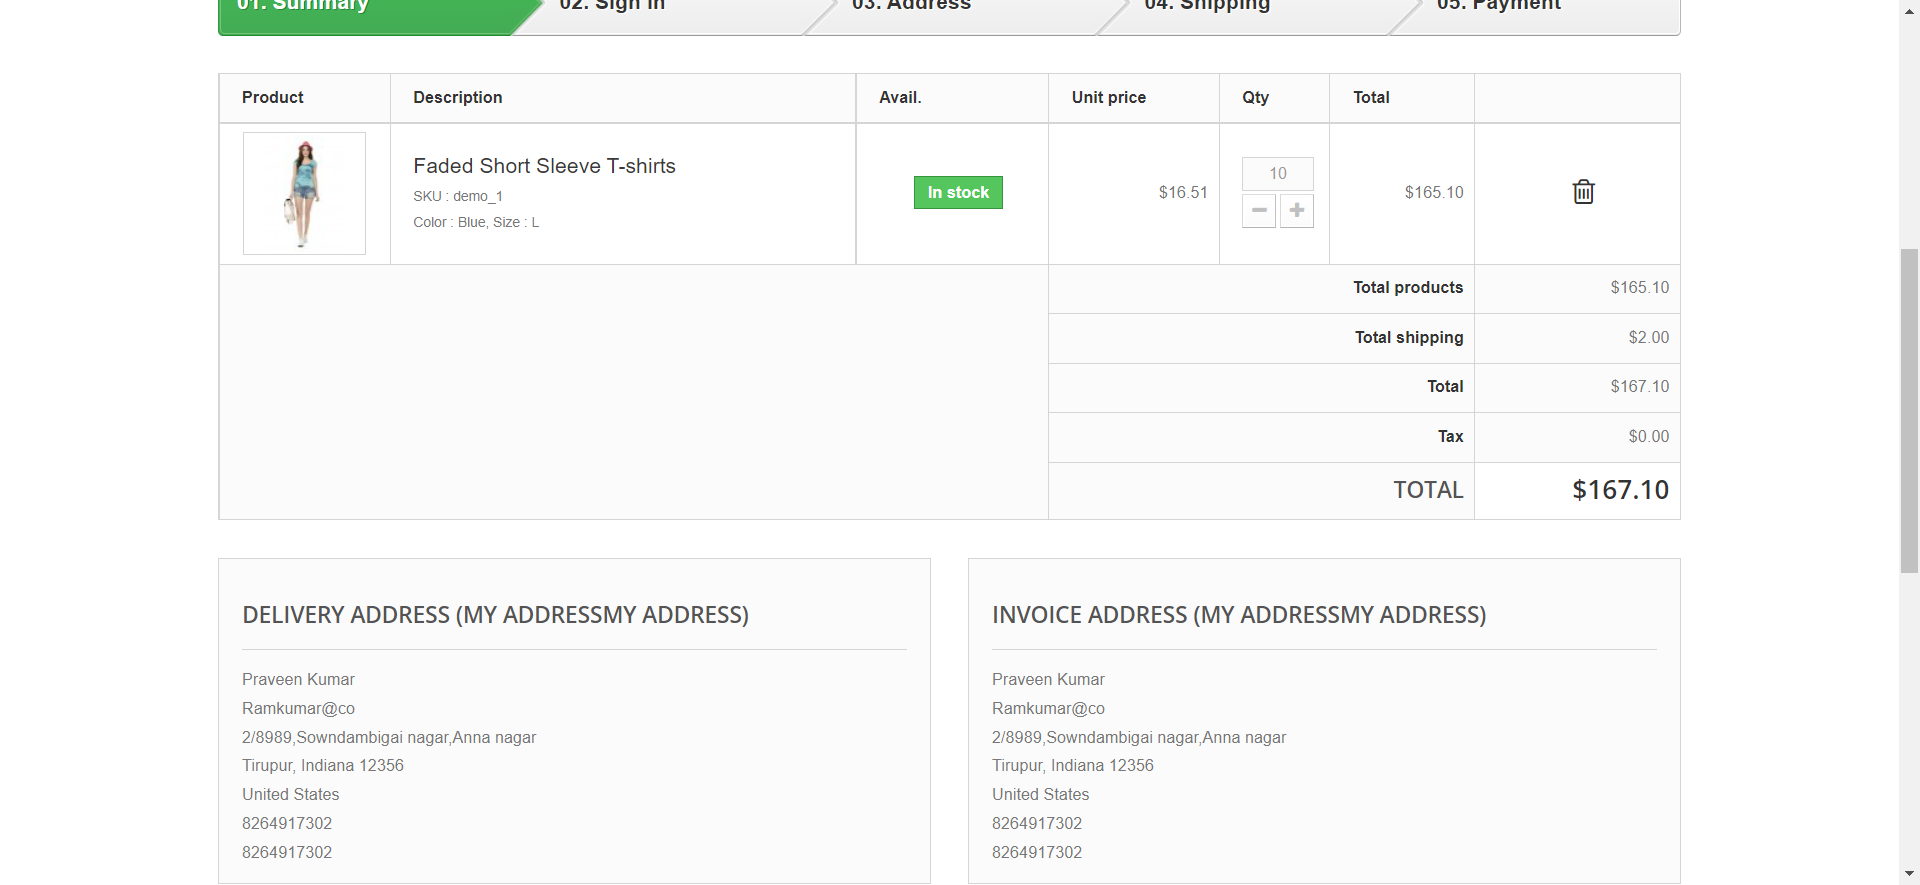 01. Summary 02. Sign in 03. Address 04. Shipping 05. Payment
Product Description Avail. Unit price Qty Total
Faded Short Sleeve T-shirts
SKU : demo_1
Color : Blue, Size : L
In stock
$16.51
10
$165.10
Total products $165.10
Total shipping $2.00
Total $167.10
Tax $0.00
TOTAL $167.10
DELIVERY ADDRESS (MY ADDRESSMY ADDRESS)
Praveen Kumar
Ramkumar@co
2/8989,Sowndambigai nagar,Anna nagar
Tirupur, Indiana 12356
United States
8264917302
8264917302
INVOICE ADDRESS (MY ADDRESSMY ADDRESS)
Praveen Kumar
Ramkumar@co
2/8989,Sowndambigai nagar,Anna nagar
Tirupur, Indiana 12356
United States
8264917302
8264917302